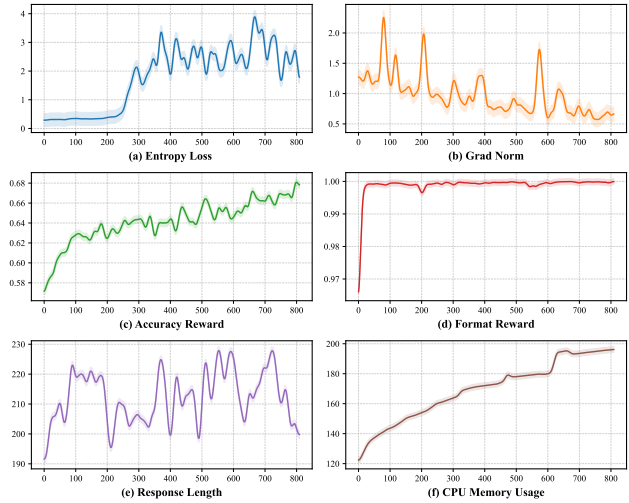 4
3
2
1
0
0 100 200 300 400 500 600 700 800
(a) Entropy Loss
2.0
1.5
1.0
0.5
0 100 200 300 400 500 600 700 800
(b) Grad Norm
0.68
0.66
0.64
0.62
0.60
0.58
0 100 200 300 400 500 600 700 800
(c) Accuracy Reward
1.00
0.99
0.98
0.97
0 100 200 300 400 500 600 700 800
(d) Format Reward
230
220
210
200
190
0 100 200 300 400 500 600 700 800
(e) Response Length
200
180
160
140
120
0 100 200 300 400 500 600 700 800
(f) CPU Memory Usage